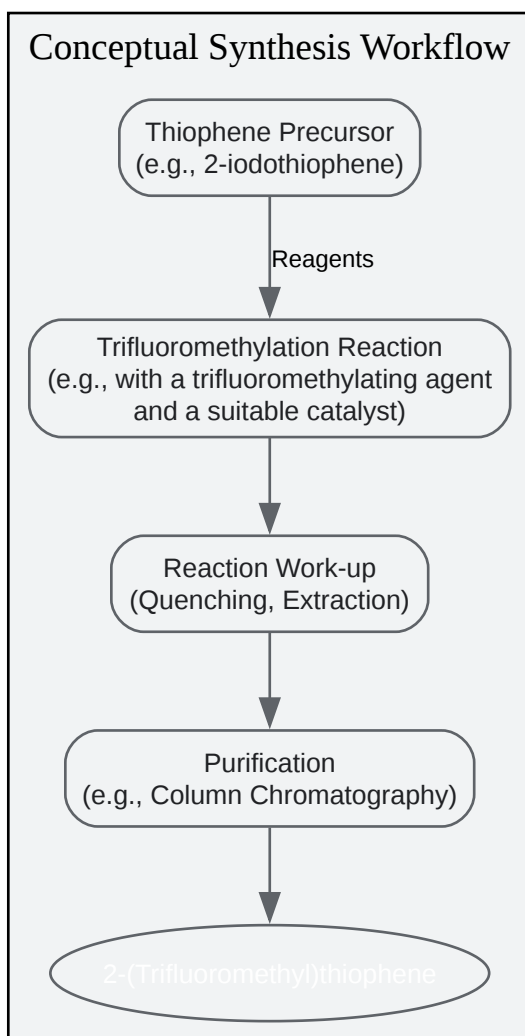 Conceptual Synthesis Workflow
Thiophene Precursor
(e.g., 2-iodothiophene)
Reagents
Trifluoromethylation Reaction
(e.g., with a trifluoromethylating agent
and a suitable catalyst)
Reaction Work-up
(Quenching, Extraction)
Purification
(e.g., Column Chromatography)
2-(Trifluoromethyl)thiophene